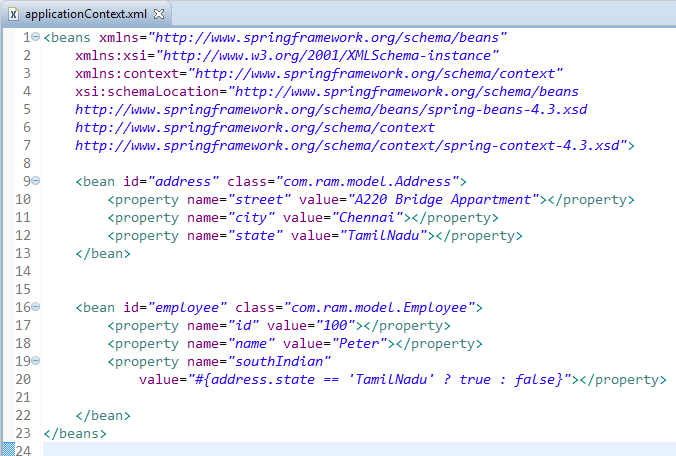 applicationContext.xml
1 <beans xmlns="http://www.springframework.org/schema/beans"
2     xmlns:xsi="http://www.w3.org/2001/XMLSchema-instance"
3     xmlns:context="http://www.springframework.org/schema/context"
4     xsi:schemaLocation="http://www.springframework.org/schema/beans
5     http://www.springframework.org/schema/beans/spring-beans-4.3.xsd
6     http://www.springframework.org/schema/context
7     http://www.springframework.org/schema/context/spring-context-4.3.xsd">
8
9     <bean id="address" class="com.ram.model.Address">
10         <property name="street" value="A220 Bridge Appartment"></property>
11         <property name="city" value="Chennai"></property>
12         <property name="state" value="TamilNadu"></property>
13     </bean>
14
15
16     <bean id="employee" class="com.ram.model.Employee">
17         <property name="id" value="100"></property>
18         <property name="name" value="Peter"></property>
19         <property name="southIndian"
20             value="#{address.state == 'TamilNadu' ? true : false}"></property>
21
22     </bean>
23 </beans>
24